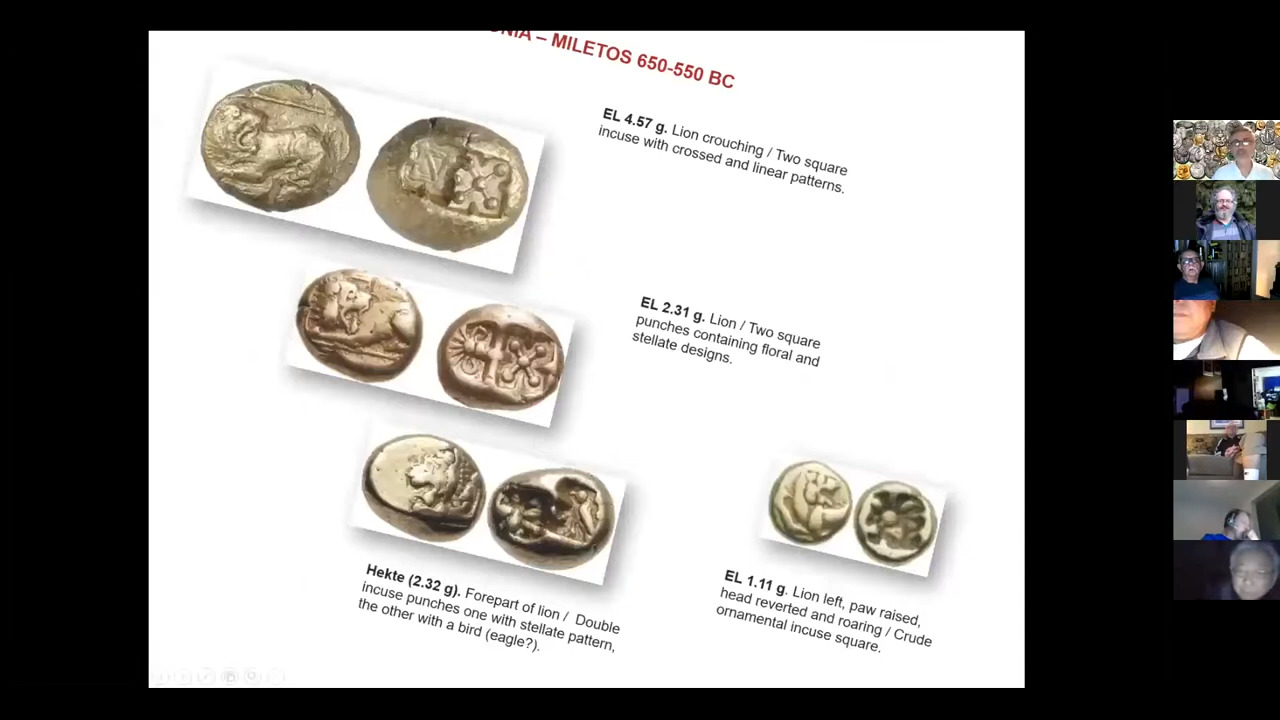 – MILETOS 650-550 BC
EL 4.57 g. Lion crouching / Two square
incuse with crossed and linear patterns.
EL 2.31 g. Lion / Two square
punches containing floral and
stellate designs.
Hekte (2.32 g). Forepart of lion / Double
incuse punches one with stellate pattern,
the other with a bird (eagle?).
EL 1.11 g. Lion left, paw raised,
head reverted and roaring / Crude
ornamental incuse square.